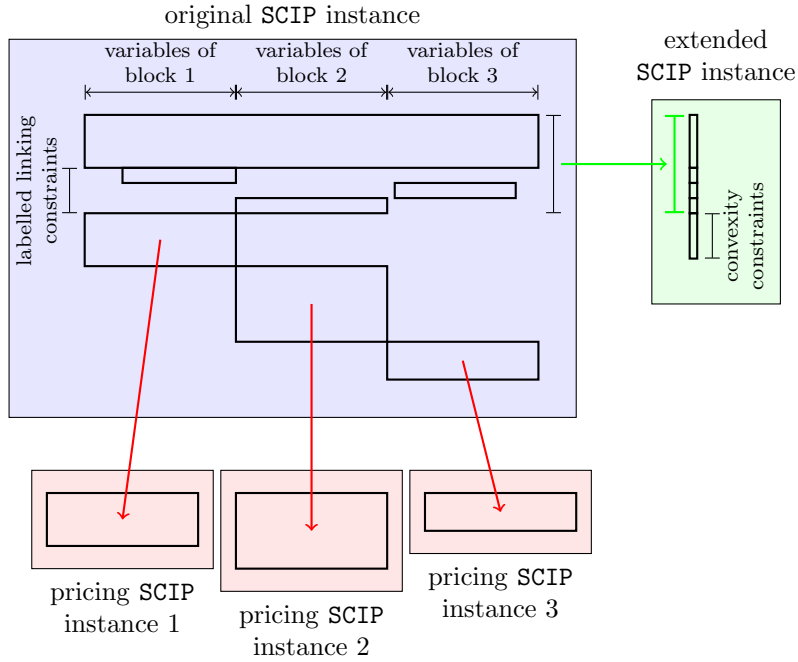 original SCIP instance
variables of
block 1
variables of
block 2
variables of
block 3
labelled linking
constraints
extended
SCIP instance
convexity
constraints
pricing SCIP
instance 1
pricing SCIP
instance 2
pricing SCIP
instance 3